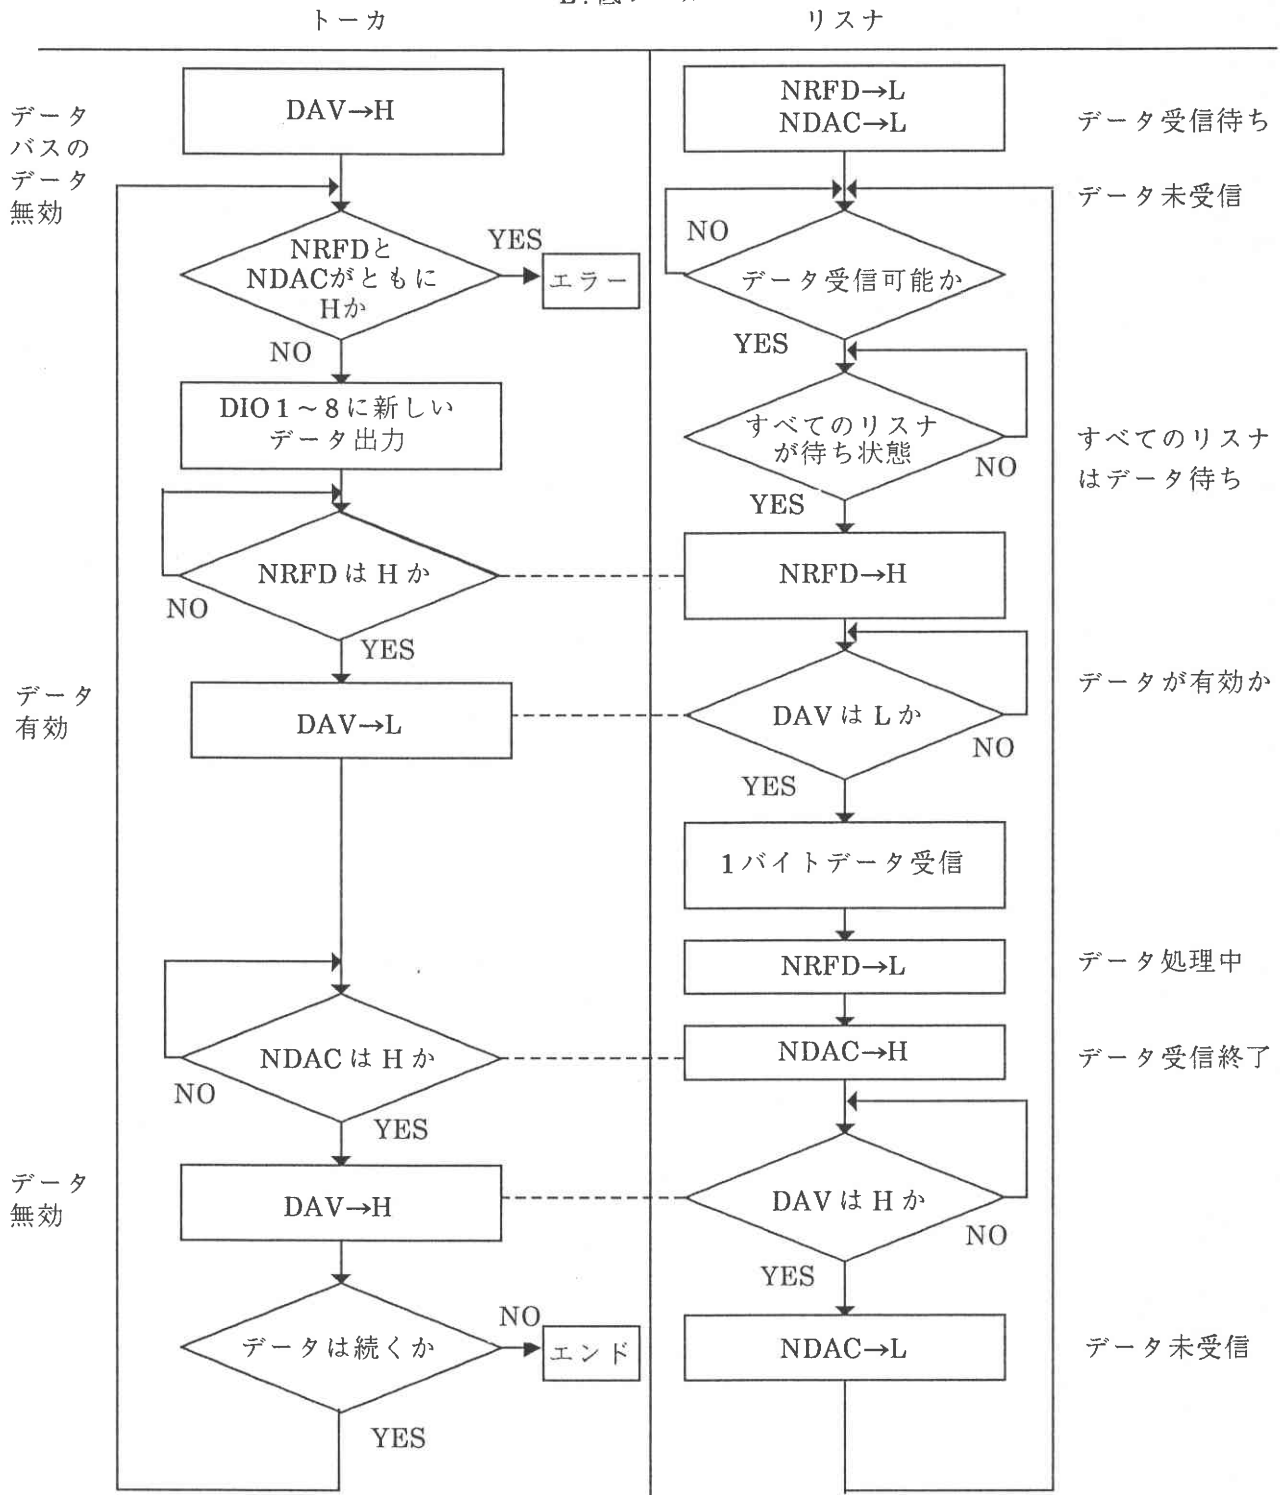 トーカ
リスナ
データ
バスの
データ
無効
DAV→H
NRFDと
NDACがともに
Hか
YES
エラー
NO
DIO 1～8に新しい
データ出力
NRFD は H か
NO
YES
データ
有効
DAV→L
NDAC は H か
NO
YES
データ
無効
DAV→H
データは続くか
NO
エンド
YES
NRFD→L
NDAC→L
データ受信待ち
データ未受信
NO
データ受信可能か
YES
すべてのリスナ
が待ち状態
NO
すべてのリスナ
はデータ待ち
YES
NRFD→H
DAV は L か
データが有効か
NO
YES
1バイトデータ受信
NRFD→L
データ処理中
NDAC→H
データ受信終了
DAV は H か
NO
YES
NDAC→L
データ未受信